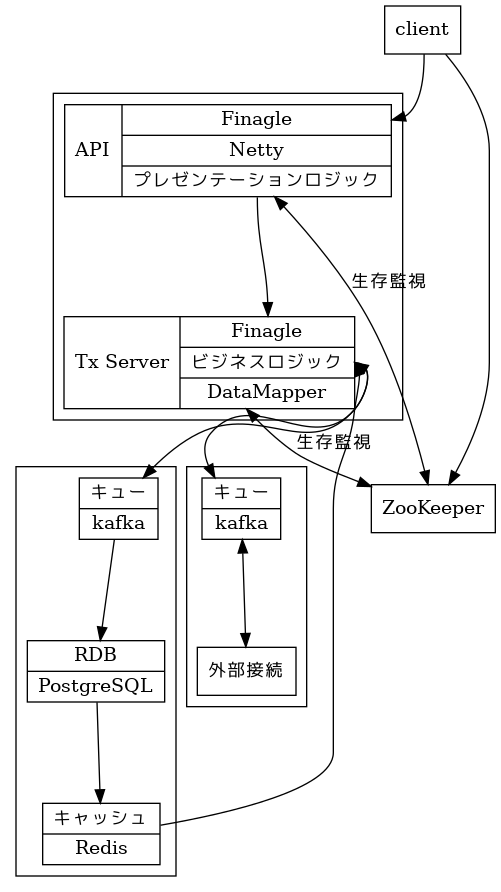 client
API
Finagle
Netty
プレゼンテーションロジック
生存監視
Tx Server
Finagle
ビジネスロジック
DataMapper
生存監視
キュー
kafka
キュー
kafka
ZooKeeper
RDB
PostgreSQL
外部接続
キャッシュ
Redis